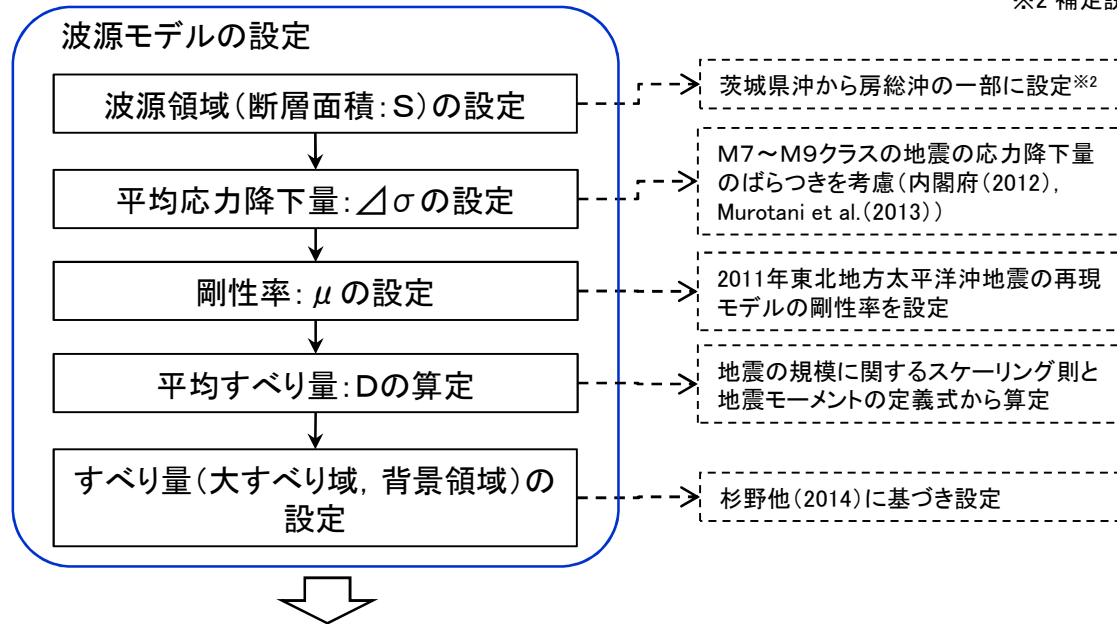 ※2 補足説
波源モデルの設定
波源領域(断層面積:S)の設定
茨城県沖から房総沖の一部に設定※2
平均応力降下量:⊿σの設定
M7~M9クラスの地震の応力降下量
のばらつきを考慮(内閣府(2012),
Murotani et al.(2013))
剛性率:μの設定
2011年東北地方太平洋沖地震の再現
モデルの剛性率を設定
平均すべり量:Dの算定
地震の規模に関するスケーリング則と
地震モーメントの定義式から算定
すべり量(大すべり域, 背景領域)の
設定
杉野他(2014)に基づき設定